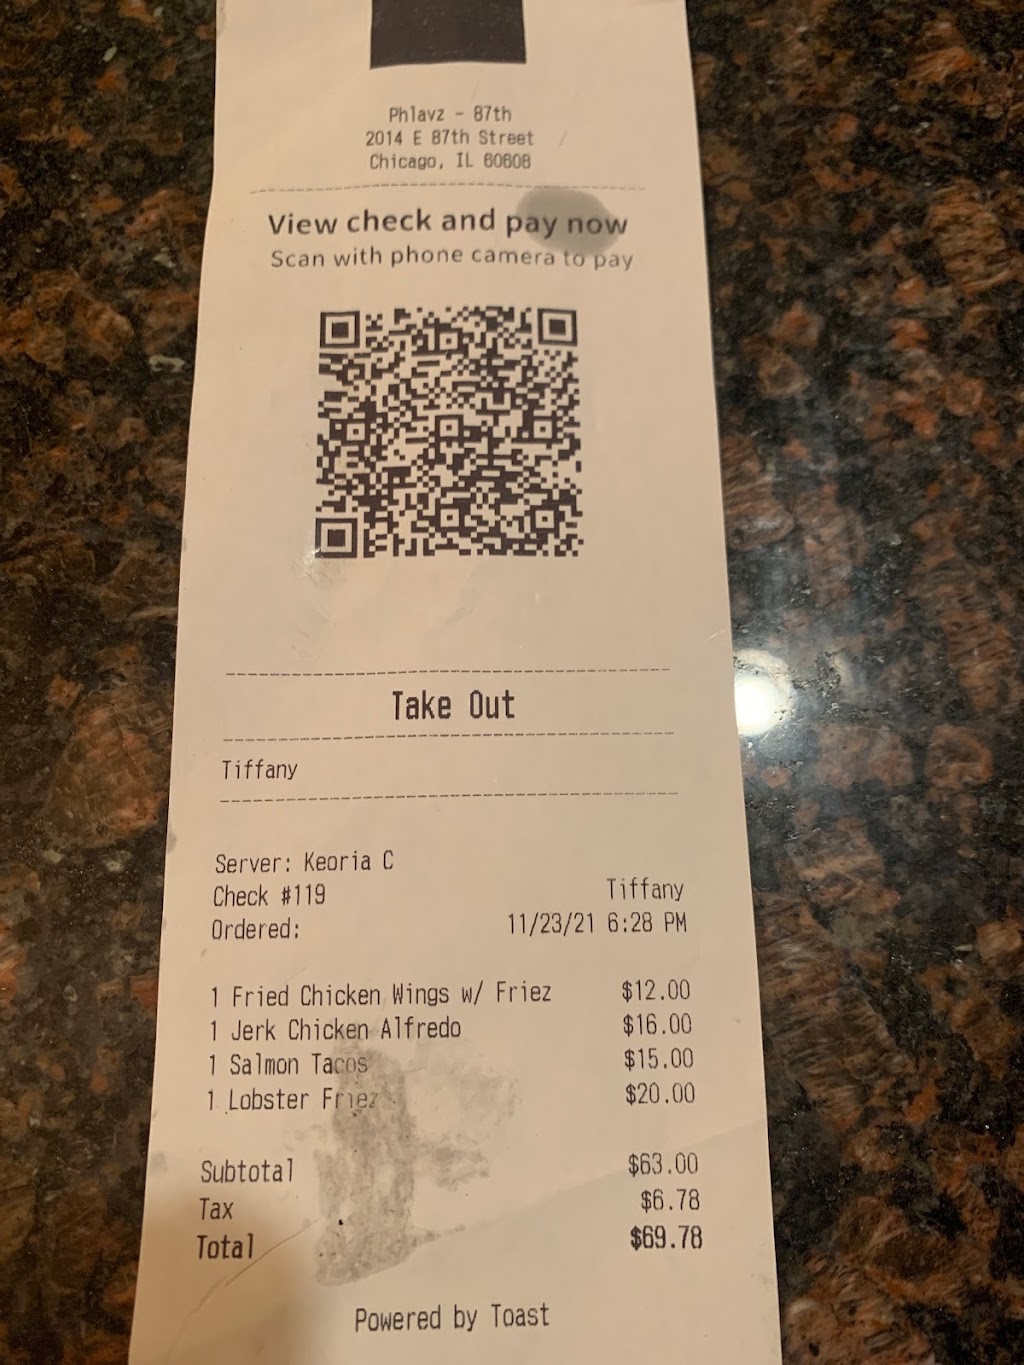 Phlavz - 87th
2014 E 87th Street
Chicago, IL 60608
View check and pay now
Scan with phone camera to pay
Take Out
Tiffany
Server: Keoria C
Check #119 Tiffany
Ordered: 11/23/21 6:28 PM
1 Fried Chicken Wings w/ Friez $12.00
1 Jerk Chicken Alfredo $16.00
1 Salmon Tacos $15.00
1 Lobster Friez $20.00
Subtotal $63.00
Tax $6.78
Total $69.78
Powered by Toast